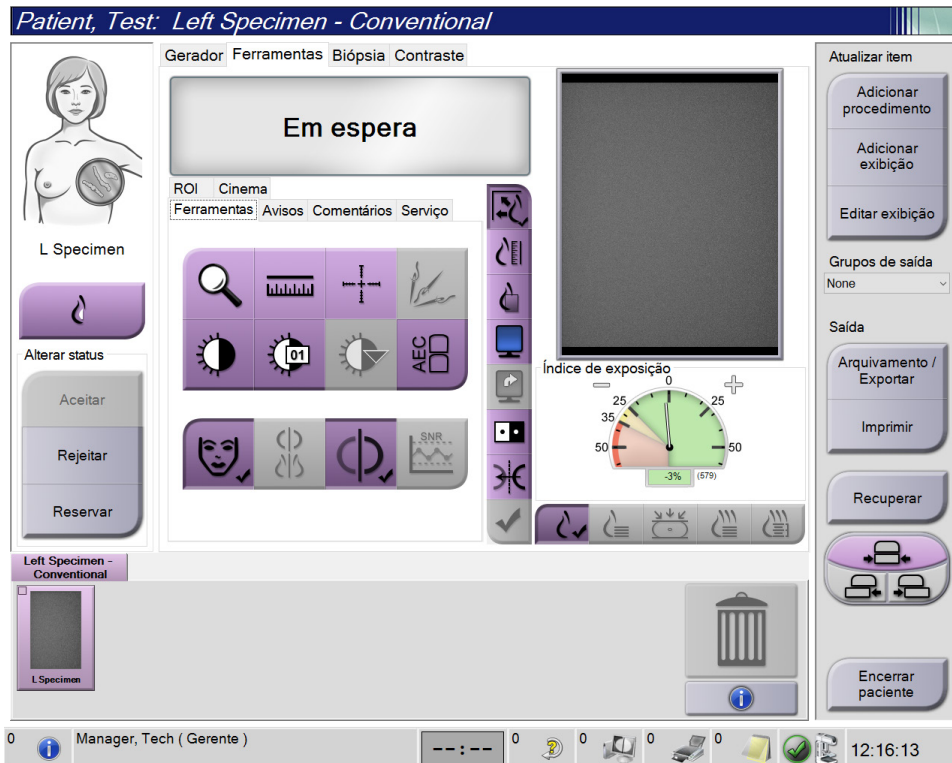 Patient, Test: Left Specimen - Conventional
L Specimen
Alterar status
Aceitar
Rejeitar
Reservar
Gerador Ferramentas Biópsia Contraste
Em espera
ROI Cinema
Ferramentas Avisos Comentários Serviço
01
AEC
SNR
Índice de exposição
0
25 25
35
50 50
-3% (579)
Atualizar item
Adicionar
procedimento
Adicionar
exibição
Editar exibição
Grupos de saída
None
Saída
Arquivamento /
Exportar
Imprimir
Recuperar
Encerrar
paciente
Left Specimen -
Conventional
L Specimen
0 Manager, Tech ( Gerente ) --:-- 0 0 0 0 12:16:13